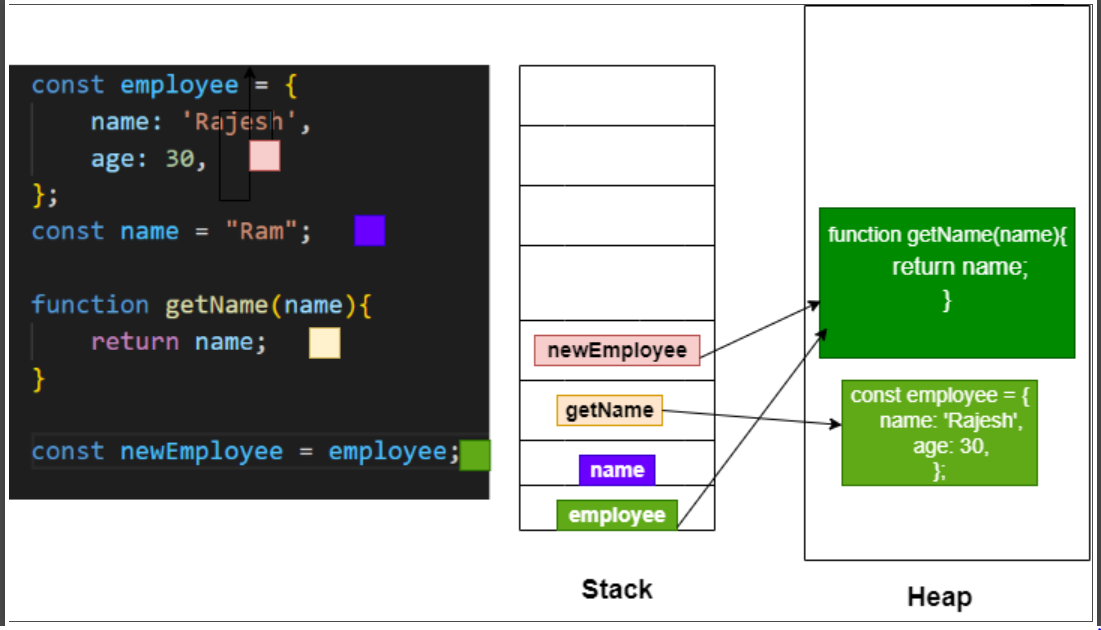 const employee = {
name: 'Rajesh',
age: 30,
};
const name = "Ram";
function getName(name){
return name;
}
const newEmployee = employee;
newEmployee
getName
name
employee
Stack
function getName(name){
return name;
}
const employee = {
name: 'Rajesh',
age: 30,
};
Heap